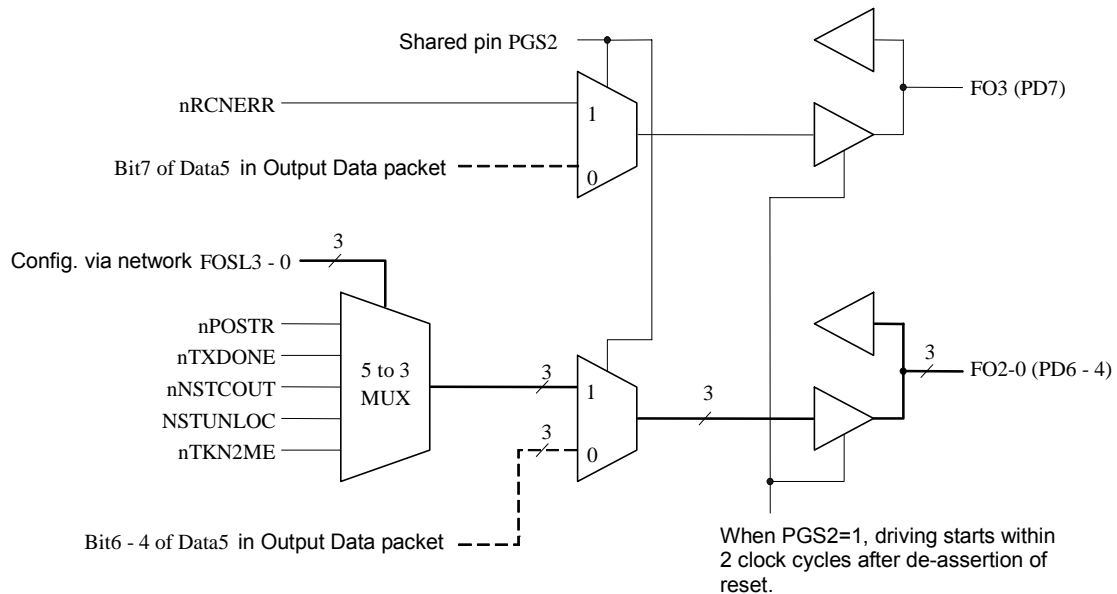 Shared pin PGS2
nRCNERR
1
FO3 (PD7)
Bit7 of Data5 in Output Data packet
0
3
Config. via network FOSL3 - 0
nPOSTR
nTXDONE
nNSTCOUT
NSTUNLOC
nTKN2ME
5 to 3
MUX
3
1
3
3
FO2-0 (PD6 - 4)
3
0
Bit6 - 4 of Data5 in Output Data packet
When PGS2=1, driving starts within
2 clock cycles after de-assertion of
reset.